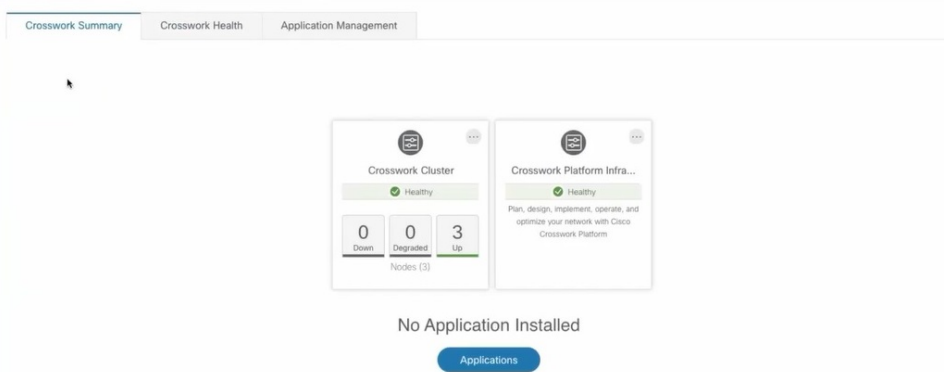 Crosswork Summary
Crosswork Health
Application Management
...
Crosswork Cluster
Healthy
0
Down
0
Degraded
3
Up
Nodes (3)
...
Crosswork Platform Infra...
Healthy
Plan, design, implement, operate, and
optimize your network with Cisco
Crosswork Platform
No Application Installed
Applications